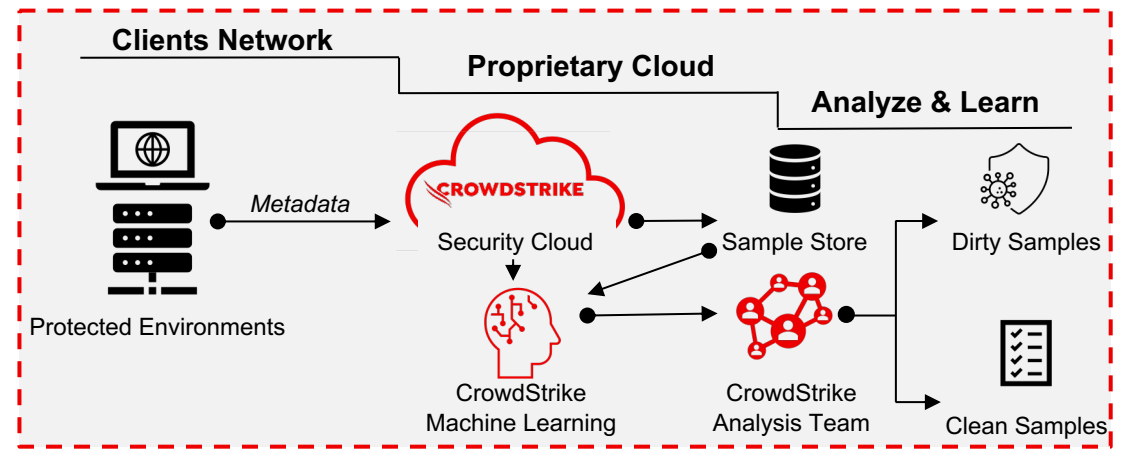 Clients Network
Proprietary Cloud
Analyze & Learn
Metadata
CROWDSTRIKE
Security Cloud
Sample Store
Dirty Samples
Protected Environments
CrowdStrike
Machine Learning
CrowdStrike
Analysis Team
Clean Samples